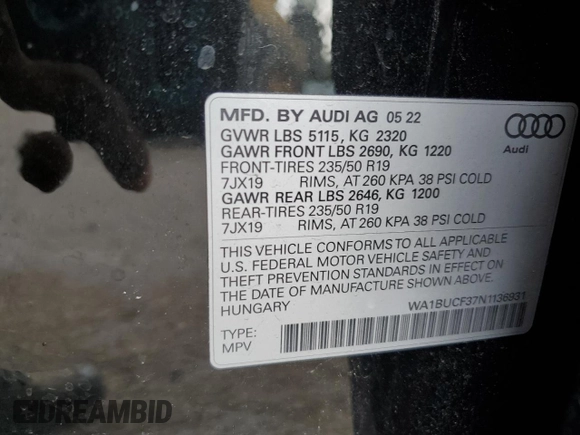 MFD. BY AUDI AG 05 22
GVWR LBS 5115, KG 2320
GAWR FRONT LBS 2690, KG 1220
FRONT-TIRES 235/50 R19
7JX19 RIMS, AT 260 KPA 38 PSI COLD
GAWR REAR LBS 2646, KG 1200
REAR-TIRES 235/50 R19
7JX19 RIMS, AT 260 KPA 38 PSI COLD
Audi
THIS VEHICLE CONFORMS TO ALL APPLICABLE
U.S. FEDERAL MOTOR VEHICLE SAFETY AND
THEFT PREVENTION STANDARDS IN EFFECT ON
THE DATE OF MANUFACTURE SHOWN ABOVE.
HUNGARY
WA1BUCF37N1136931
TYPE:
MPV
DREAMBID